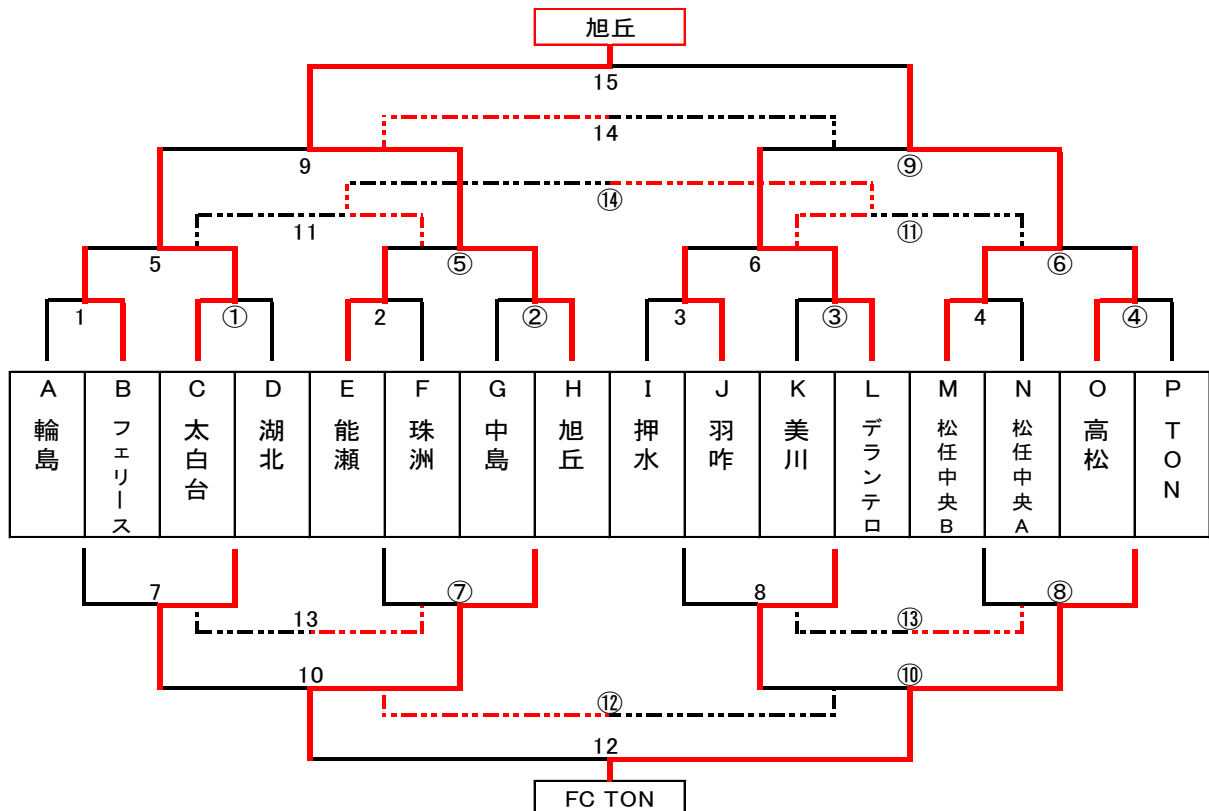 旭丘
15
14
9
⑨
⑭
11
⑪
5
⑤
6
⑥
1
①
2
②
3
③
4
④
A
B
C
D
E
F
G
H
I
J
K
L
M
N
O
P
輪島
フェリース
太白台
湖北
能瀬
珠洲
中島
旭丘
押水
羽咋
美川
デランテロ
松任中央B
松任中央A
高松
TON
7
⑦
8
⑧
13
⑬
10
⑩
⑫
12
FC TON